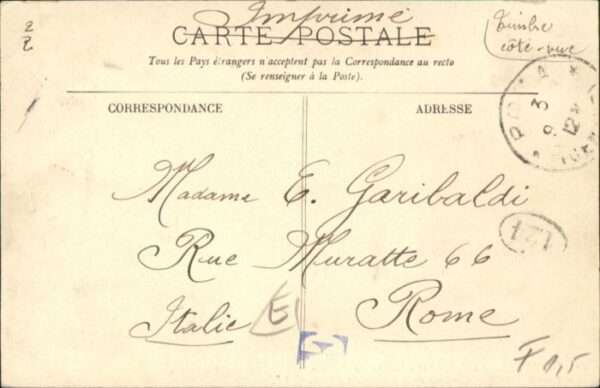 Imprimé
CARTE POSTALE
Timbre
côté-vue
Tous les Pays étrangers n'acceptent pas la Correspondance au recto
(Se renseigner à la Poste).
CORRESPONDANCE
ADRESSE
Madame E. Garibaldi
Rue Muratte 66
Italie
Rome
E